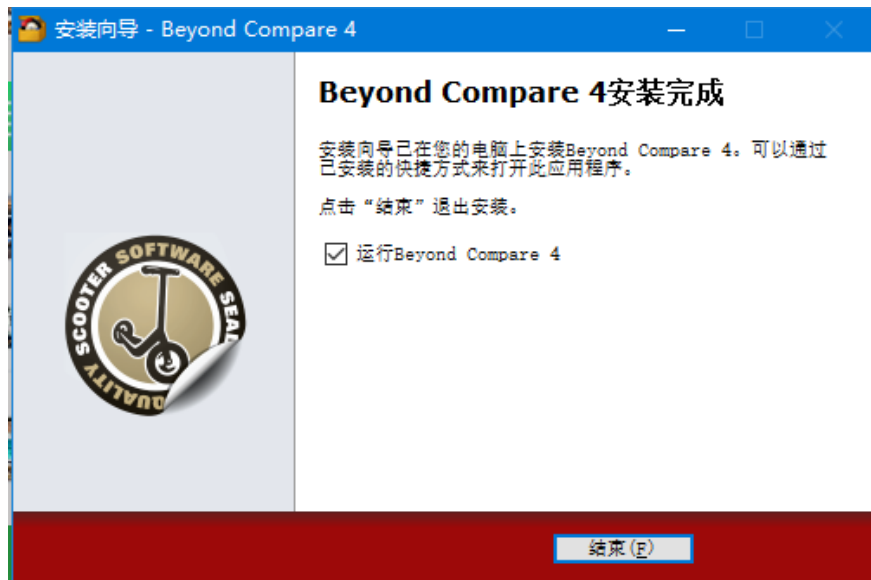 安装向导 - Beyond Compare 4
Beyond Compare 4安装完成
安装向导已在您的电脑上安装Beyond Compare 4。可以通过
已安装的快捷方式来打开此应用程序。
点击“结束”退出安装。
运行Beyond Compare 4
SCOOTER SOFTWARE SEAL
QUALITY
结束(F)